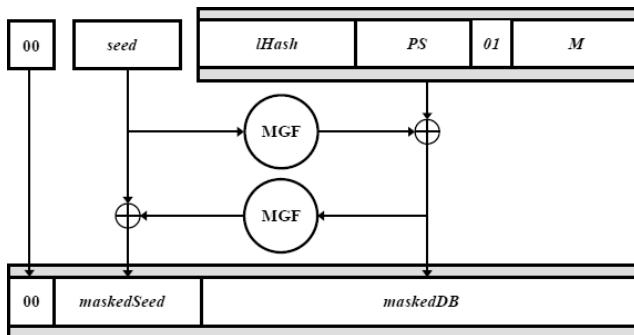 00 seed lHash PS 01 M
MGF
MGF
00 maskedSeed maskedDB